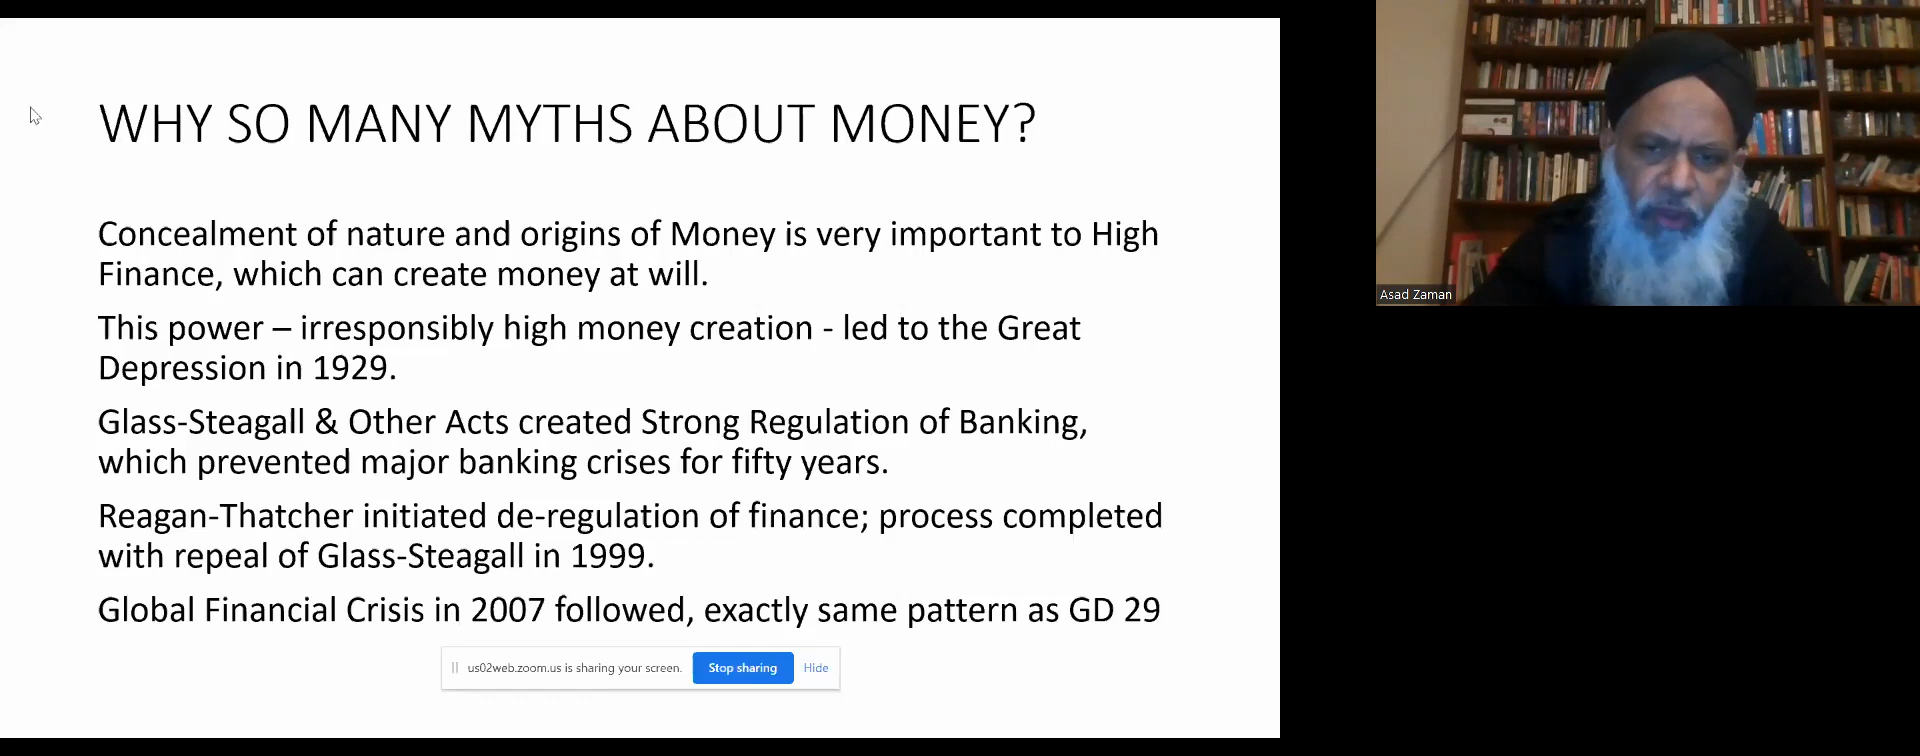 WHY SO MANY MYTHS ABOUT MONEY?
Concealment of nature and origins of Money is very important to High
Finance, which can create money at will.
This power – irresponsibly high money creation - led to the Great
Depression in 1929.
Glass-Steagall & Other Acts created Strong Regulation of Banking,
which prevented major banking crises for fifty years.
Reagan-Thatcher initiated de-regulation of finance; process completed
with repeal of Glass-Steagall in 1999.
Global Financial Crisis in 2007 followed, exactly same pattern as GD 29
us02web.zoom.us is sharing your screen. Stop sharing Hide
Asad Zaman